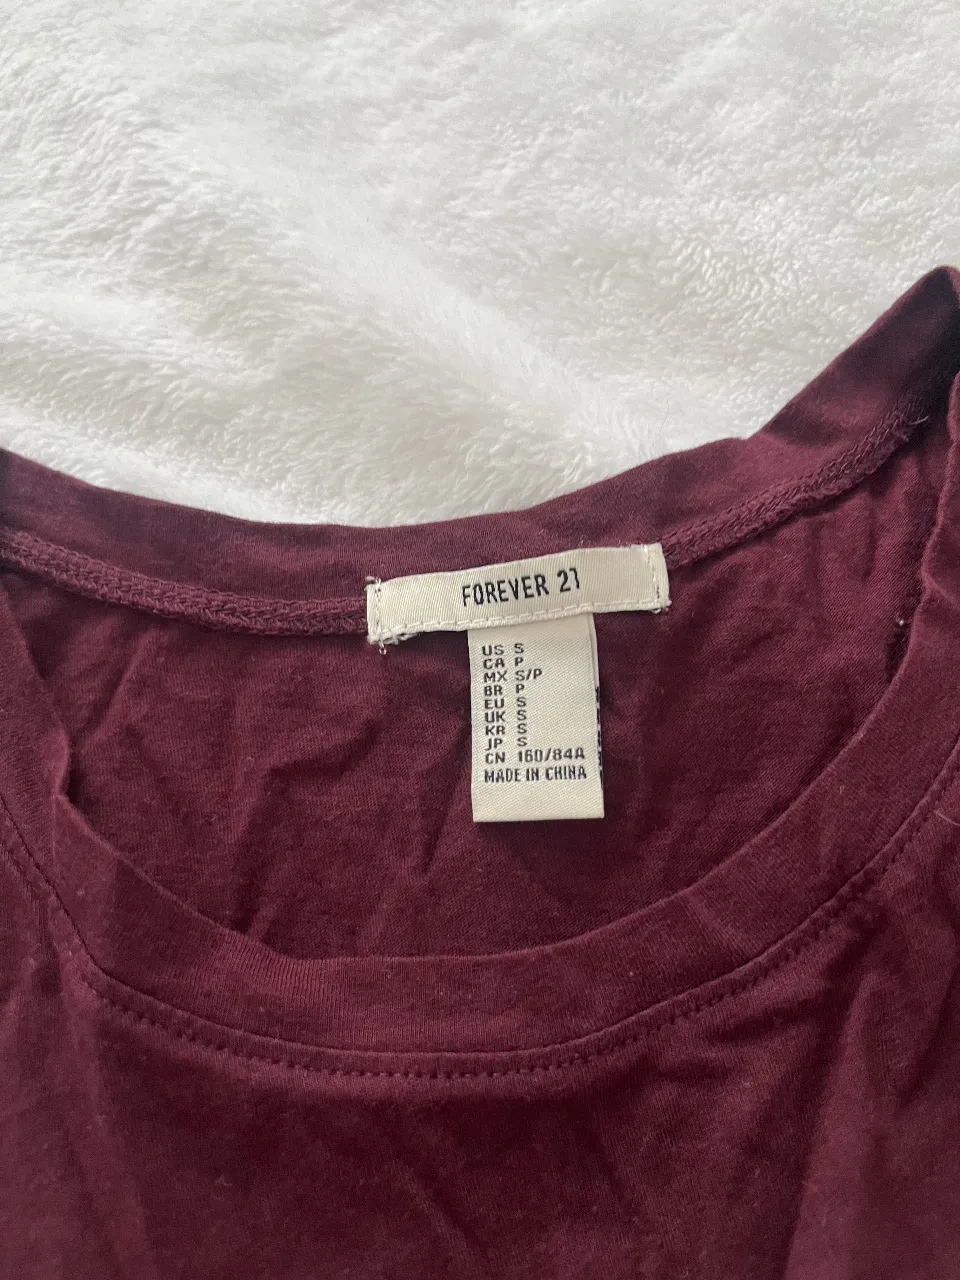 FOREVER 21
US S
CA P
MX S/P
BR P
EU S
UK S
KR S
JP S
CN 160/84A
MADE IN CHINA